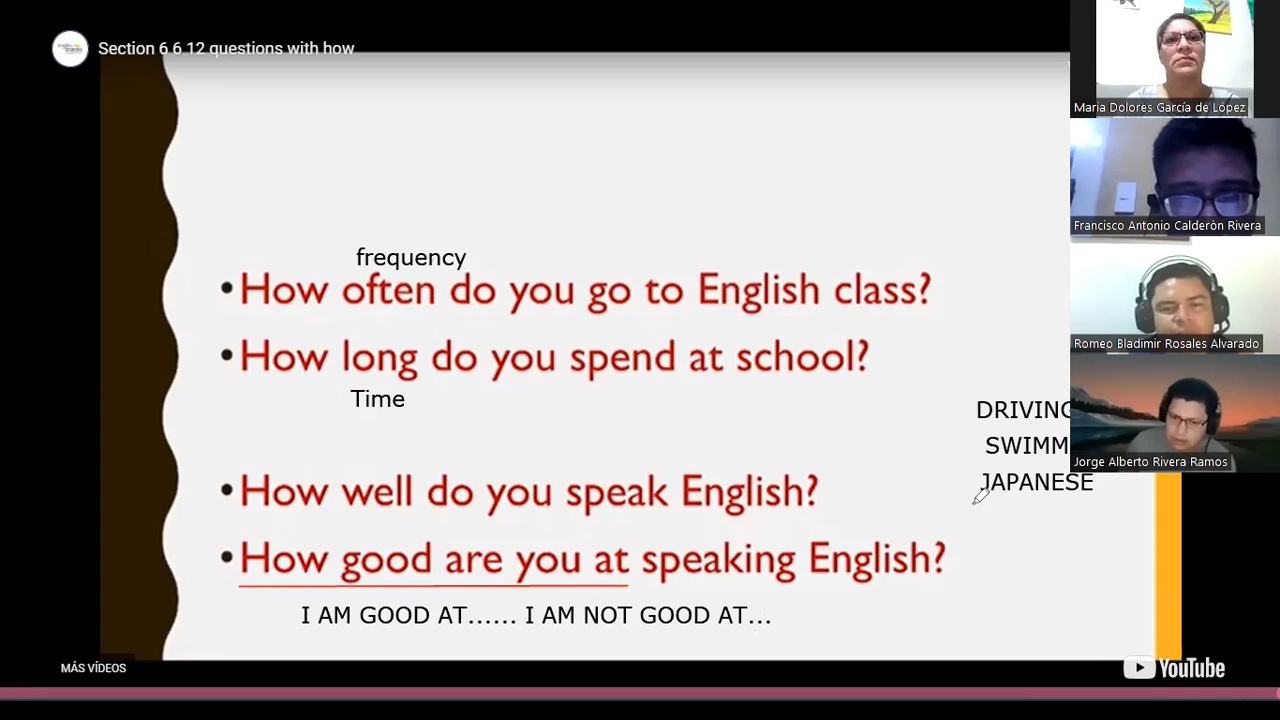 Section 6 6 12 questions with how
Maria Dolores García de López
Francisco Antonio Calderòn Rivera
Romeo Bladimir Rosales Alvarado
Jorge Alberto Rivera Ramos
frequency
•How often do you go to English class?
•How long do you spend at school?
Time
DRIVING
SWIMM
JAPANESE
•How well do you speak English?
•How good are you at speaking English?
I AM GOOD AT...... I AM NOT GOOD AT...
MÁS VÍDEOS
YouTube